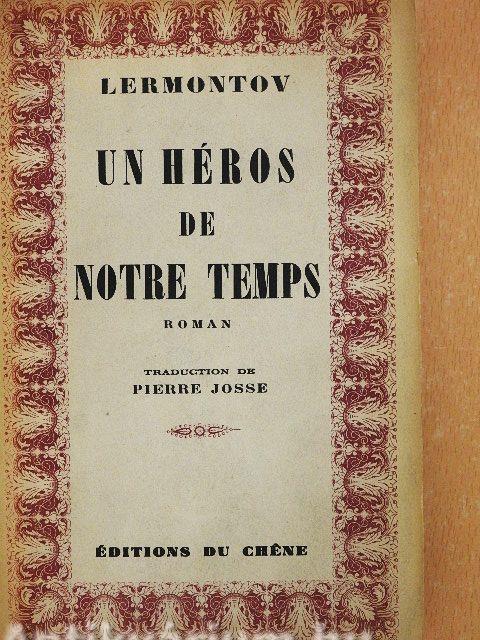 LERMONTOV
UN HÉROS
DE
NOTRE TEMPS
ROMAN
TRADUCTION DE
PIERRE JOSSE
ÉDITIONS DU CHÊNE